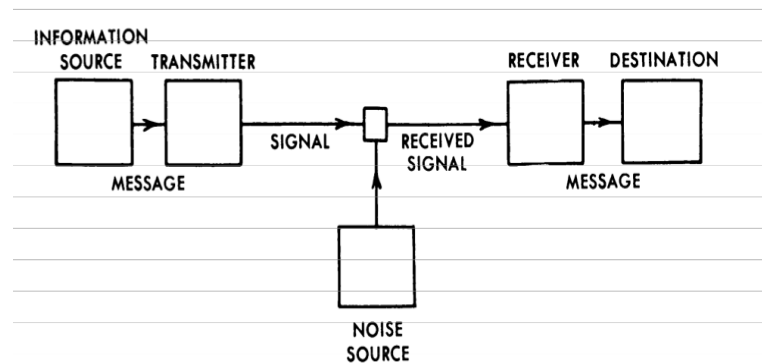 INFORMATION
SOURCE
TRANSMITTER
RECEIVER
DESTINATION
SIGNAL
RECEIVED
SIGNAL
MESSAGE
MESSAGE
NOISE
SOURCE